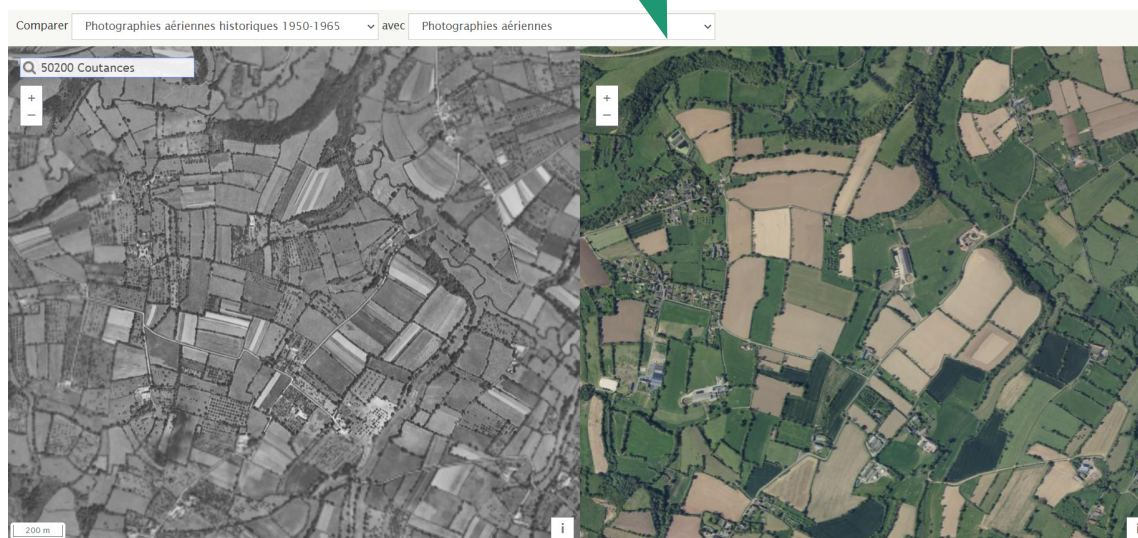 Comparer Photographies aériennes historiques 1950-1965 avec Photographies aériennes
50200 Coutances
+
−
+
−
200 m
i
i